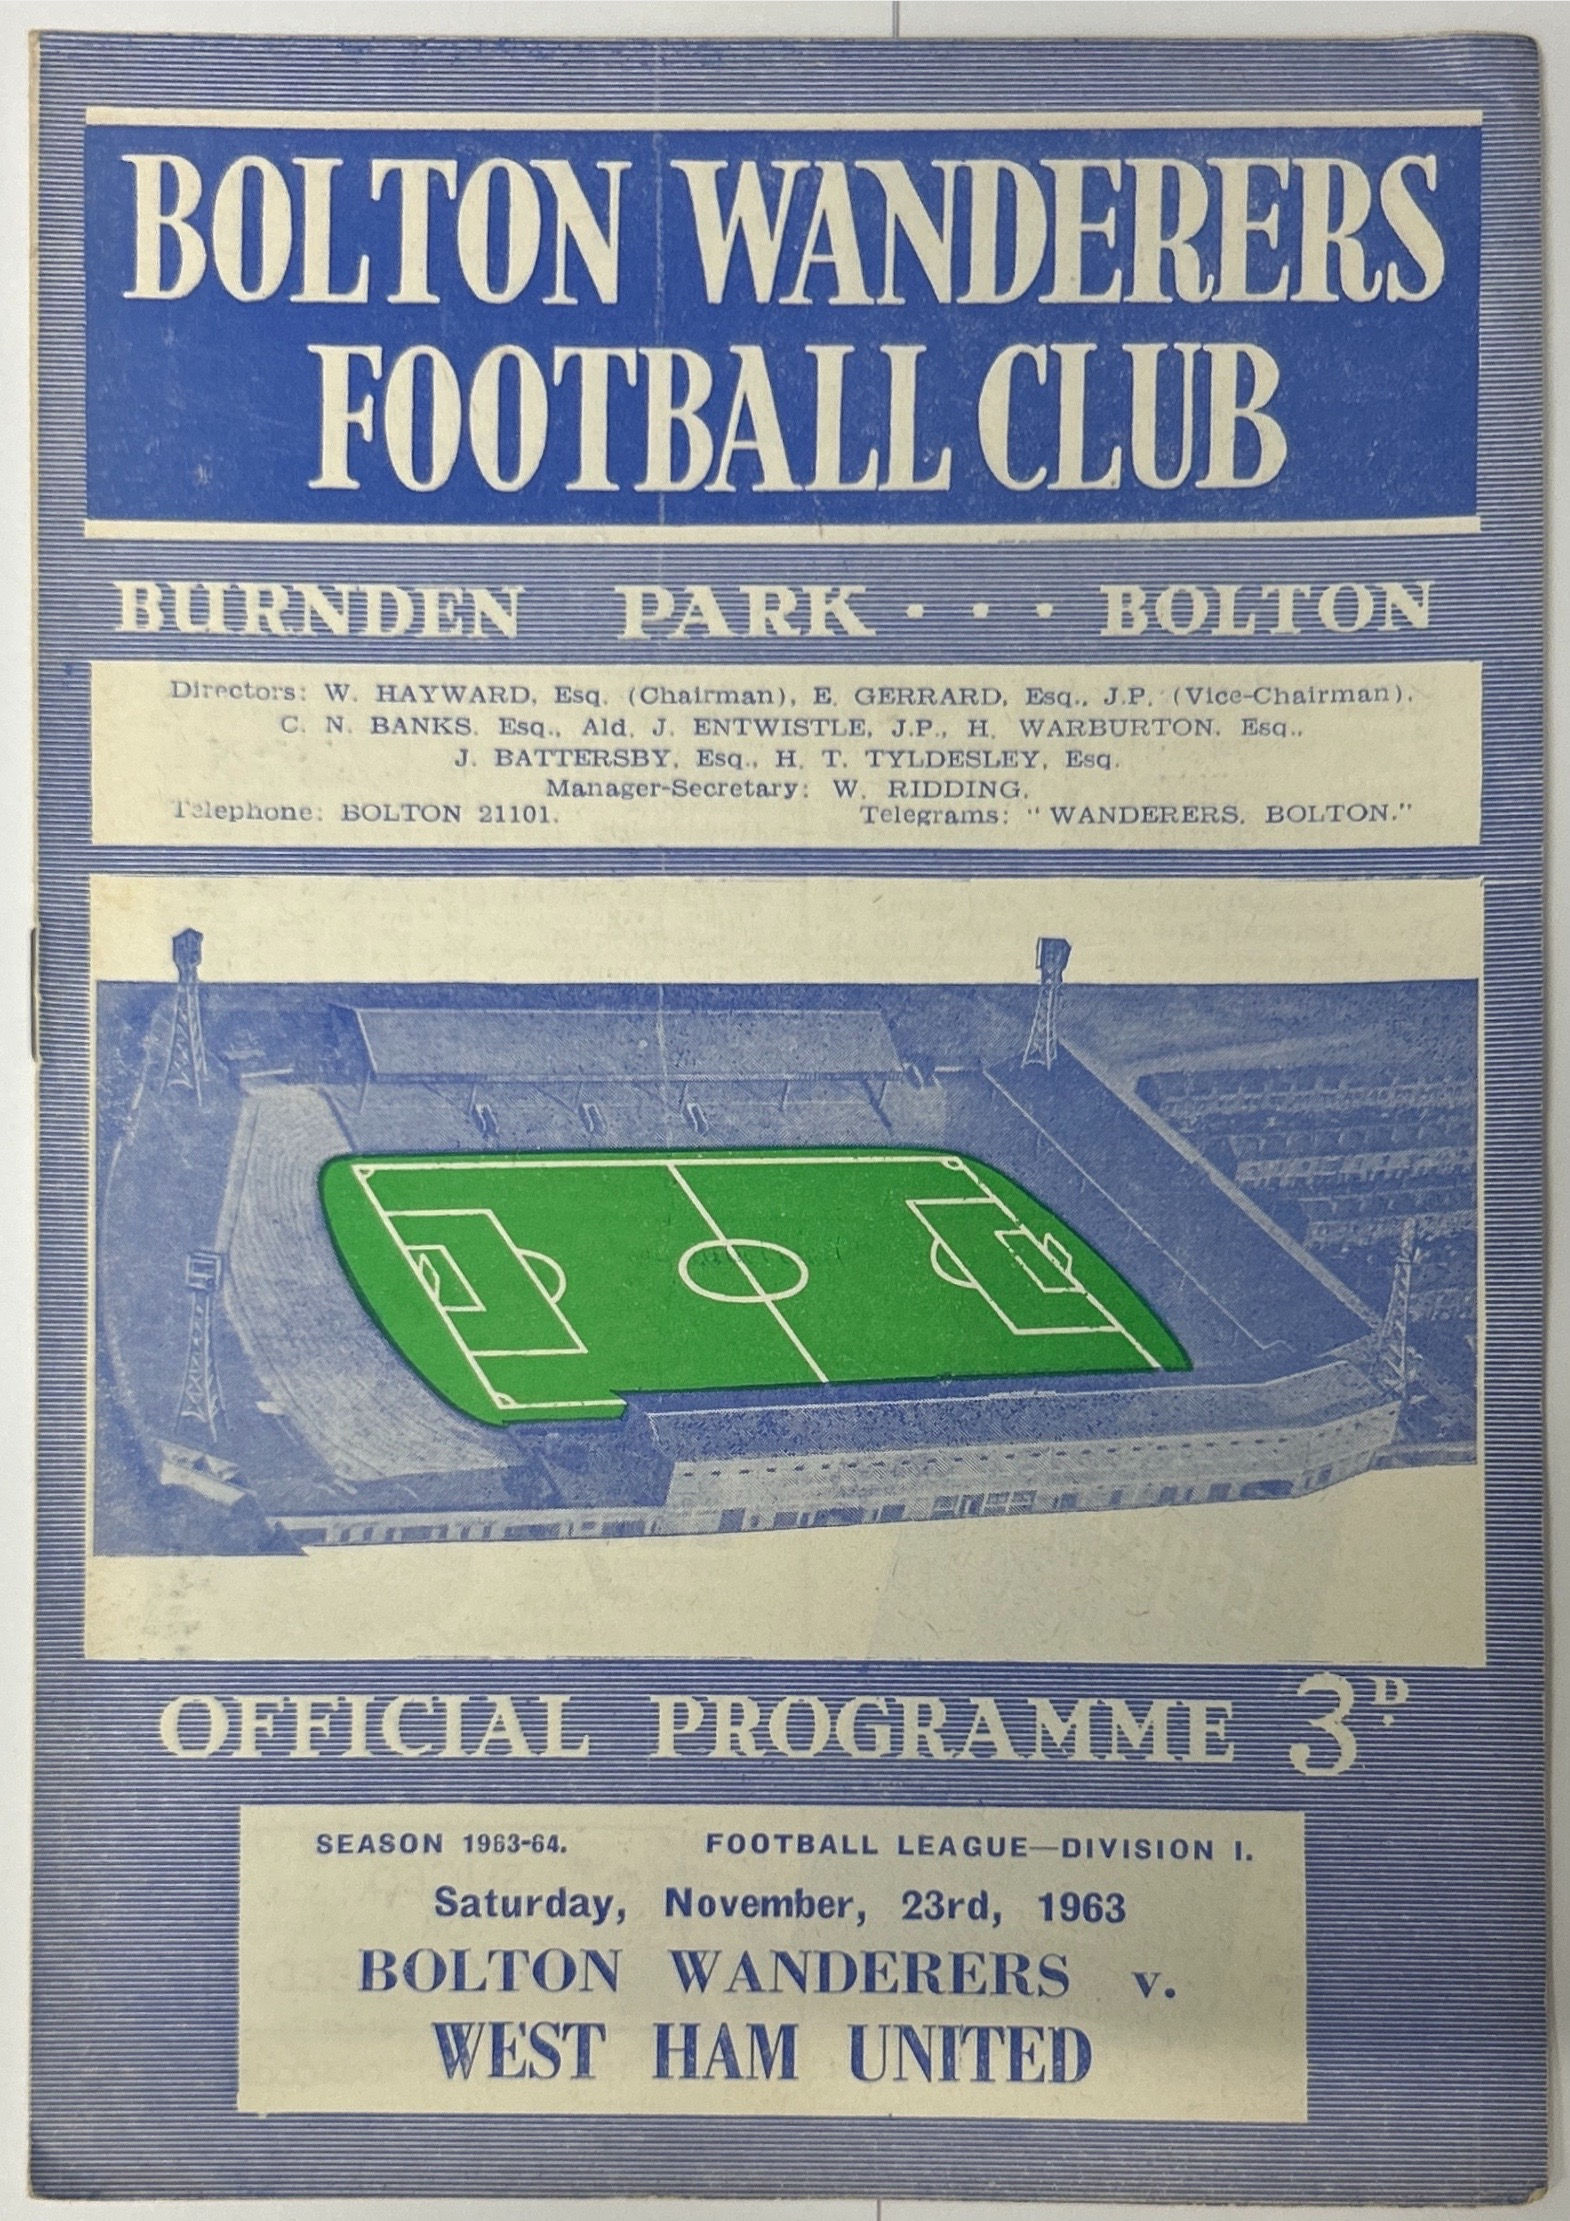 BOLTON WANDERERS
FOOTBALL CLUB
BURNDEN PARK . . . BOLTON
Directors: W. HAYWARD, Esq. (Chairman), E. GERRARD, Esq., J.P. (Vice-Chairman).
C. N. BANKS. Esq., Ald. J. ENTWISTLE, J.P., H. WARBURTON. Esq.,
J. BATTERSBY, Esq., H. T. TYLDESLEY, Esq.
Manager-Secretary: W. RIDDING.
Telephone: BOLTON 21101. Telegrams: "WANDERERS. BOLTON."
OFFICIAL PROGRAMME 3D.
SEASON 1963-64. FOOTBALL LEAGUE—DIVISION I.
Saturday, November, 23rd, 1963
BOLTON WANDERERS v.
WEST HAM UNITED